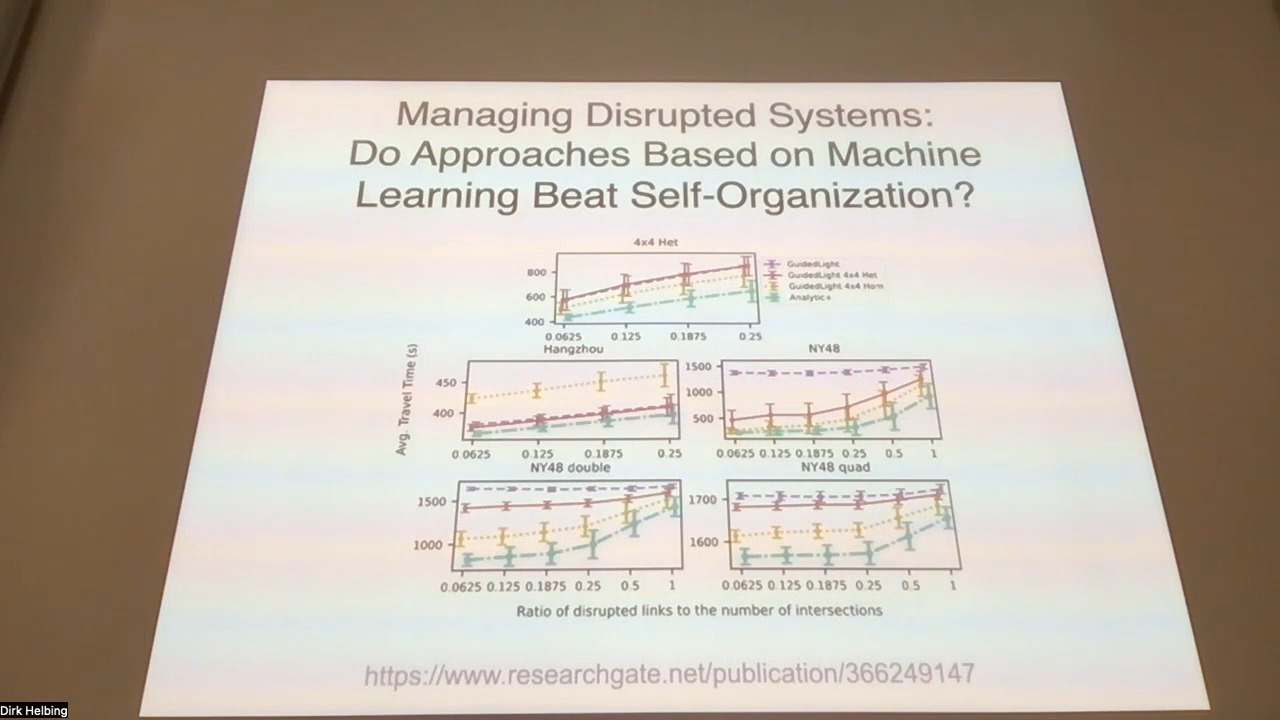 Managing Disrupted Systems:
Do Approaches Based on Machine
Learning Beat Self-Organization?
4x4 Het
800
600
400
0.0625 0.125 0.1875 0.25
GuidedLight
GuidedLight 4x4 Het
GuidedLight 4x4 Hom
Analytic+
Avg. Travel Time (s)
Hangzhou
450
400
0.0625 0.125 0.1875 0.25
NY48
1500
1000
500
0.0625 0.125 0.1875 0.25 0.5 1
NY48 double
1500
1000
0.0625 0.125 0.1875 0.25 0.5 1
NY48 quad
1700
1600
0.0625 0.125 0.1875 0.25 0.5 1
Ratio of disrupted links to the number of intersections
https://www.researchgate.net/publication/366249147
Dirk Helbing